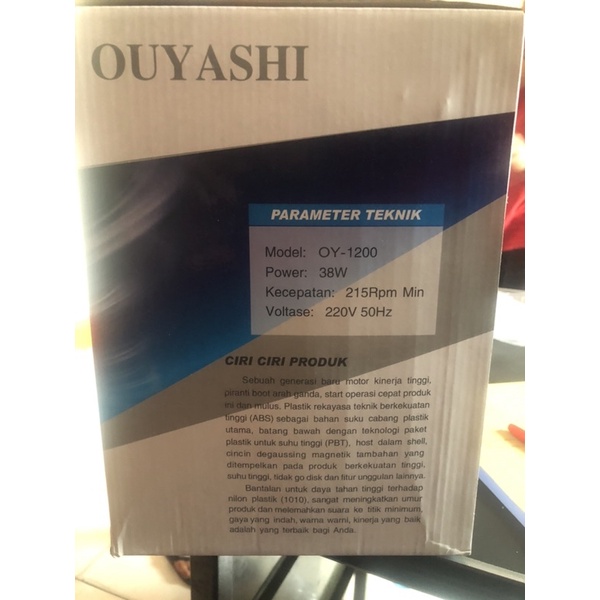 OUYASHI
PARAMETER TEKNIK
Model: OY-1200
Power: 38W
Kecepatan: 215Rpm Min
Voltase: 220V 50Hz
CIRI CIRI PRODUK
Sebuah generasi baru motor kinerja tinggi,
piranti boot arah ganda, start operasi cepat produk
ini dan mulus. Plastik rekayasa teknik berkekuatan
tinggi (ABS) sebagai bahan suku cabang plastik
utama, batang bawah dengan teknologi paket
plastik untuk suhu tinggi (PBT), host dalam shell,
cincin degaussing magnetik tambahan yang
ditempelkan pada produk berkekuatan tinggi,
suhu tinggi, tidak go disk dan fitur unggulan lainnya.
Bantalan untuk daya tahan tinggi terhadap
nilon plastik (1010), sangat meningkatkan umur
produk dan melemahkan suara ke titik minimum,
gaya yang indah, warna warni, kinerja yang baik
adalah yang terbaik bagi Anda.